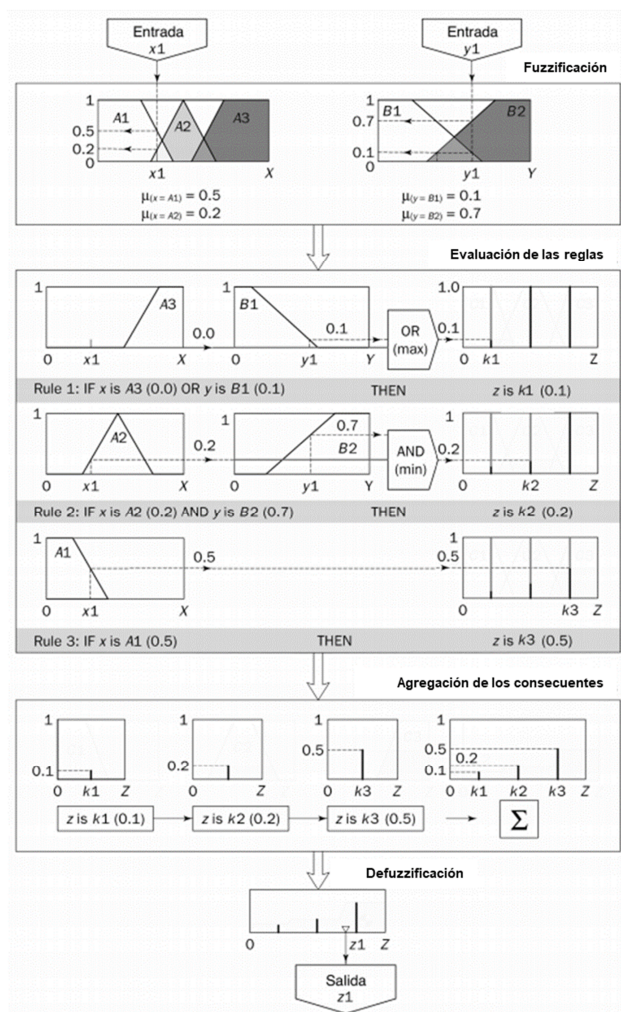 Entrada
x1
Entrada
y1
Fuzzificación
1
0.5
0.2
0
A1
A2
A3
x1
X
μ(x = A1) = 0.5
μ(x = A2) = 0.2
1
0.7
0.1
0
B1
B2
y1
Y
μ(y = B1) = 0.1
μ(y = B2) = 0.7
Evaluación de las reglas
1
A3
0
x1
X
0.0
1
B1
0
y1
Y
0.1
OR
(max)
1.0
0.1
0
k1
Z
Rule 1: IF x is A3 (0.0) OR y is B1 (0.1) THEN z is k1 (0.1)
1
A2
0
x1
X
0.2
1
0.7
B2
0
y1
Y
AND
(min)
1
0.2
0
k2
Z
Rule 2: IF x is A2 (0.2) AND y is B2 (0.7) THEN z is k2 (0.2)
1
A1
0
x1
X
0.5
1
0.5
0
k3
Z
Rule 3: IF x is A1 (0.5) THEN z is k3 (0.5)
Agregación de los consecuentes
1
0.1
0 k1 Z
1
0.2
0 k2 Z
1
0.5
0 k3 Z
1
0.5
0.2
0.1
0 k1 k2 k3 Z
z is k1 (0.1)
z is k2 (0.2)
z is k3 (0.5)
Σ
Defuzzificación
0
z1
Z
Salida
z1